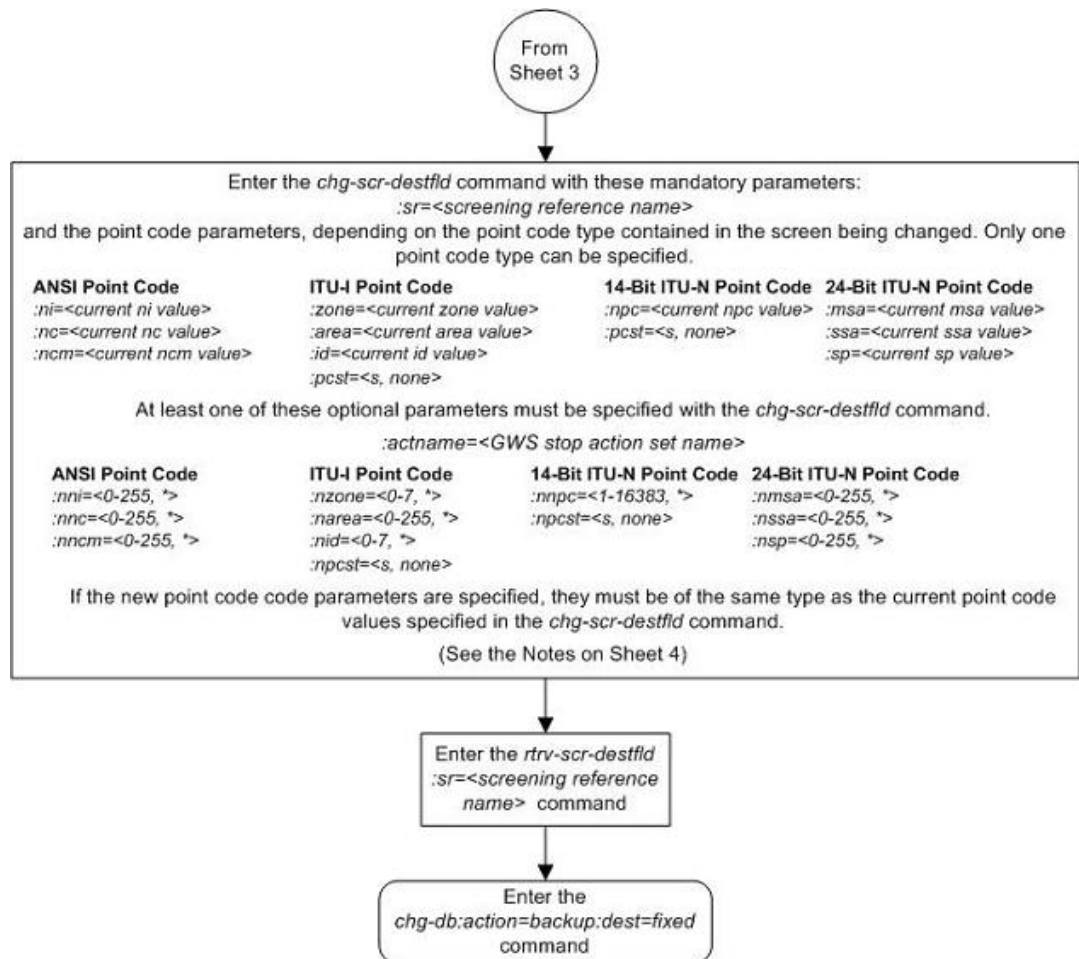 From
Sheet 3
Enter the chg-scr-destfld command with these mandatory parameters:
:sr=<screening reference name>
and the point code parameters, depending on the point code type contained in the screen being changed. Only one
point code type can be specified.
ANSI Point Code ITU-I Point Code 14-Bit ITU-N Point Code 24-Bit ITU-N Point Code
:ni=<current ni value> :zone=<current zone value> :npc=<current npc value> :msa=<current msa value>
:nc=<current nc value> :area=<current area value> :pcst=<s, none> :ssa=<current ssa value>
:ncm=<current ncm value> :id=<current id value> :sp=<current sp value>
:pcst=<s, none>
At least one of these optional parameters must be specified with the chg-scr-destfld command.
:actname=<GWS stop action set name>
ANSI Point Code ITU-I Point Code 14-Bit ITU-N Point Code 24-Bit ITU-N Point Code
:nni=<0-255, *> :nzone=<0-7, *> :nnpc=<1-16383, *> :nmsa=<0-255, *>
:nnc=<0-255, *> :narea=<0-255, *> :npcst=<s, none> :nssa=<0-255, *>
:nncm=<0-255, *> :nid=<0-7, *> :nsp=<0-255, *>
:npcst=<s, none>
If the new point code code parameters are specified, they must be of the same type as the current point code
values specified in the chg-scr-destfld command.
(See the Notes on Sheet 4)
Enter the rtrv-scr-destfld
:sr=<screening reference
name> command
Enter the
chg-db:action=backup:dest=fixed
command